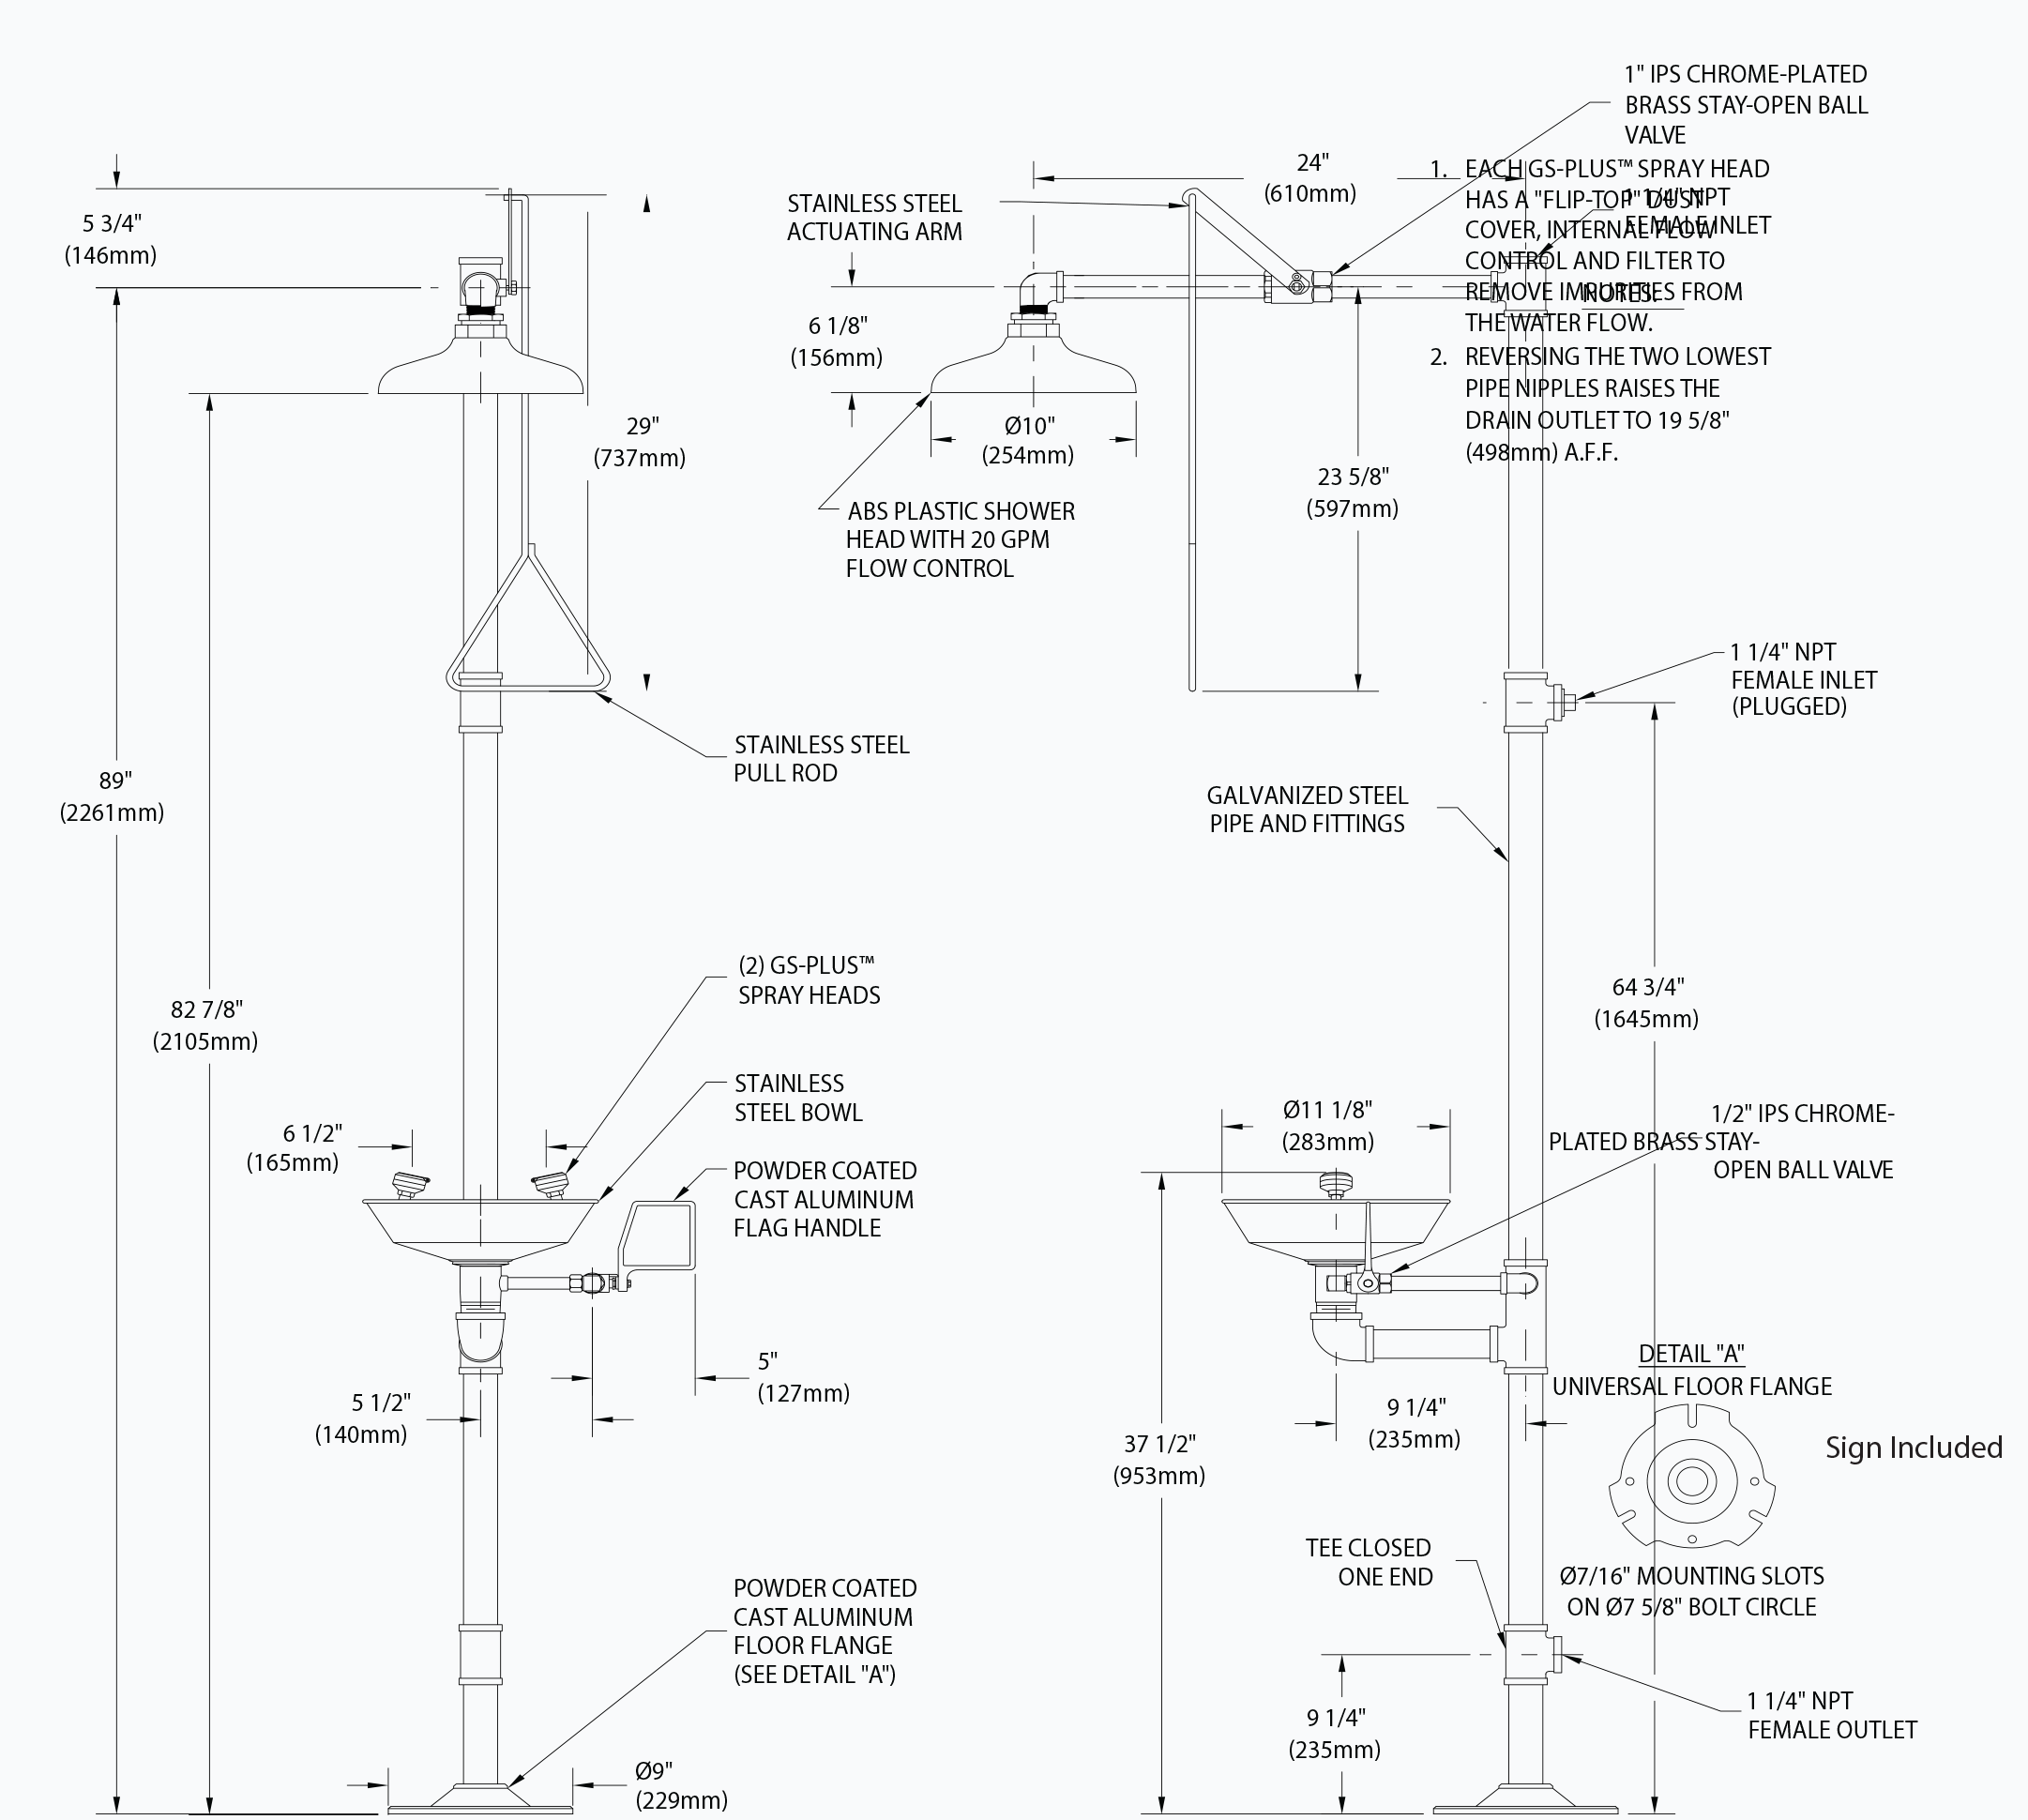 1" IPS CHROME-PLATED
BRASS STAY-OPEN BALL
VALVE
1. EACH GS-PLUS™ SPRAY HEAD
HAS A "FLIP-TOP" DUST
COVER, INTERNAL FLOW
CONTROL AND FILTER TO
REMOVE IMPURITIES FROM
THE WATER FLOW.
2. REVERSING THE TWO LOWEST
PIPE NIPPLES RAISES THE
DRAIN OUTLET TO 19 5/8"
(498mm) A.F.F.
1 1/4" NPT
FEMALE INLET
NOTES:
24"
(610mm)
STAINLESS STEEL
ACTUATING ARM
5 3/4"
(146mm)
6 1/8"
(156mm)
29"
(737mm)
Ø10"
(254mm)
23 5/8"
(597mm)
ABS PLASTIC SHOWER
HEAD WITH 20 GPM
FLOW CONTROL
1 1/4" NPT
FEMALE INLET
(PLUGGED)
STAINLESS STEEL
PULL ROD
89"
(2261mm)
GALVANIZED STEEL
PIPE AND FITTINGS
(2) GS-PLUS™
SPRAY HEADS
82 7/8"
(2105mm)
64 3/4"
(1645mm)
STAINLESS
STEEL BOWL
6 1/2"
(165mm)
Ø11 1/8"
(283mm)
1/2" IPS CHROME-
PLATED BRASS STAY-
OPEN BALL VALVE
POWDER COATED
CAST ALUMINUM
FLAG HANDLE
5"
(127mm)
5 1/2"
(140mm)
9 1/4"
(235mm)
37 1/2"
(953mm)
DETAIL "A"
UNIVERSAL FLOOR FLANGE
Sign Included
TEE CLOSED
ONE END
Ø7/16" MOUNTING SLOTS
ON Ø7 5/8" BOLT CIRCLE
POWDER COATED
CAST ALUMINUM
FLOOR FLANGE
(SEE DETAIL "A")
1 1/4" NPT
FEMALE OUTLET
9 1/4"
(235mm)
Ø9"
(229mm)